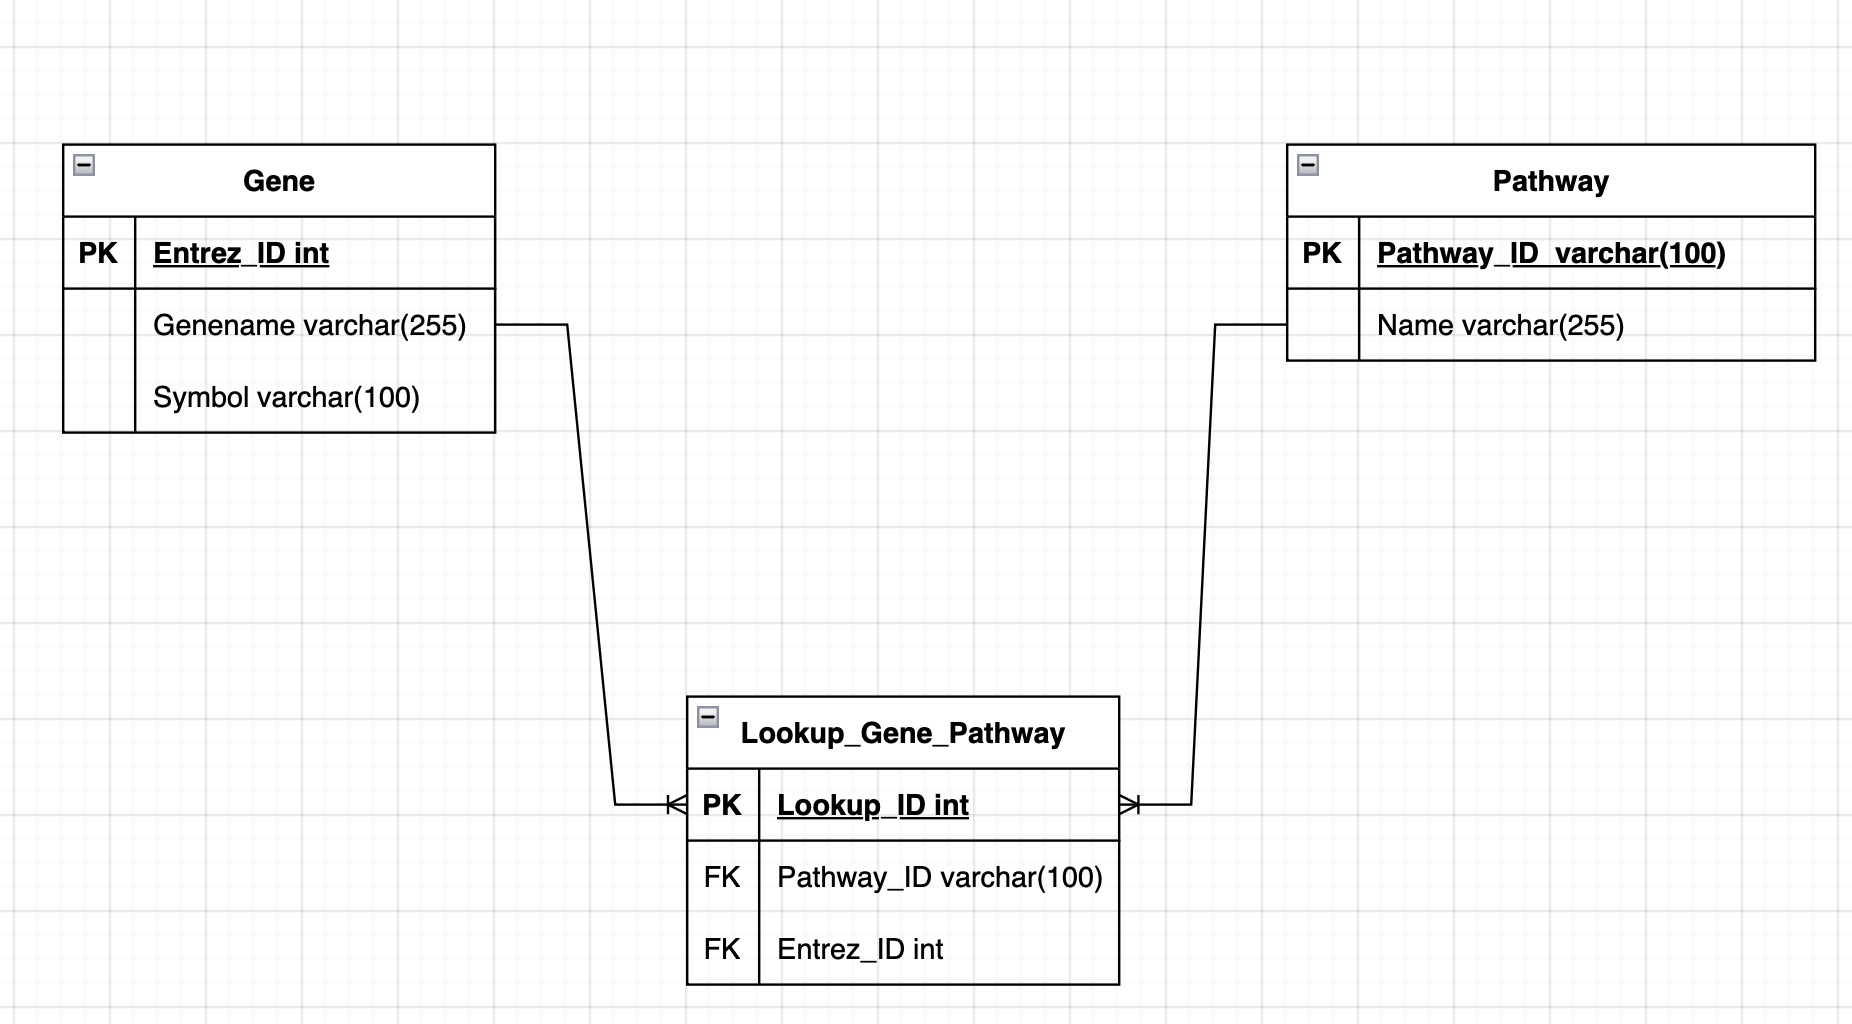 Gene
PK Entrez_ID int
Genename varchar(255)
Symbol varchar(100)
Pathway
PK Pathway_ID varchar(100)
Name varchar(255)
Lookup_Gene_Pathway
PK Lookup_ID int
FK Pathway_ID varchar(100)
FK Entrez_ID int